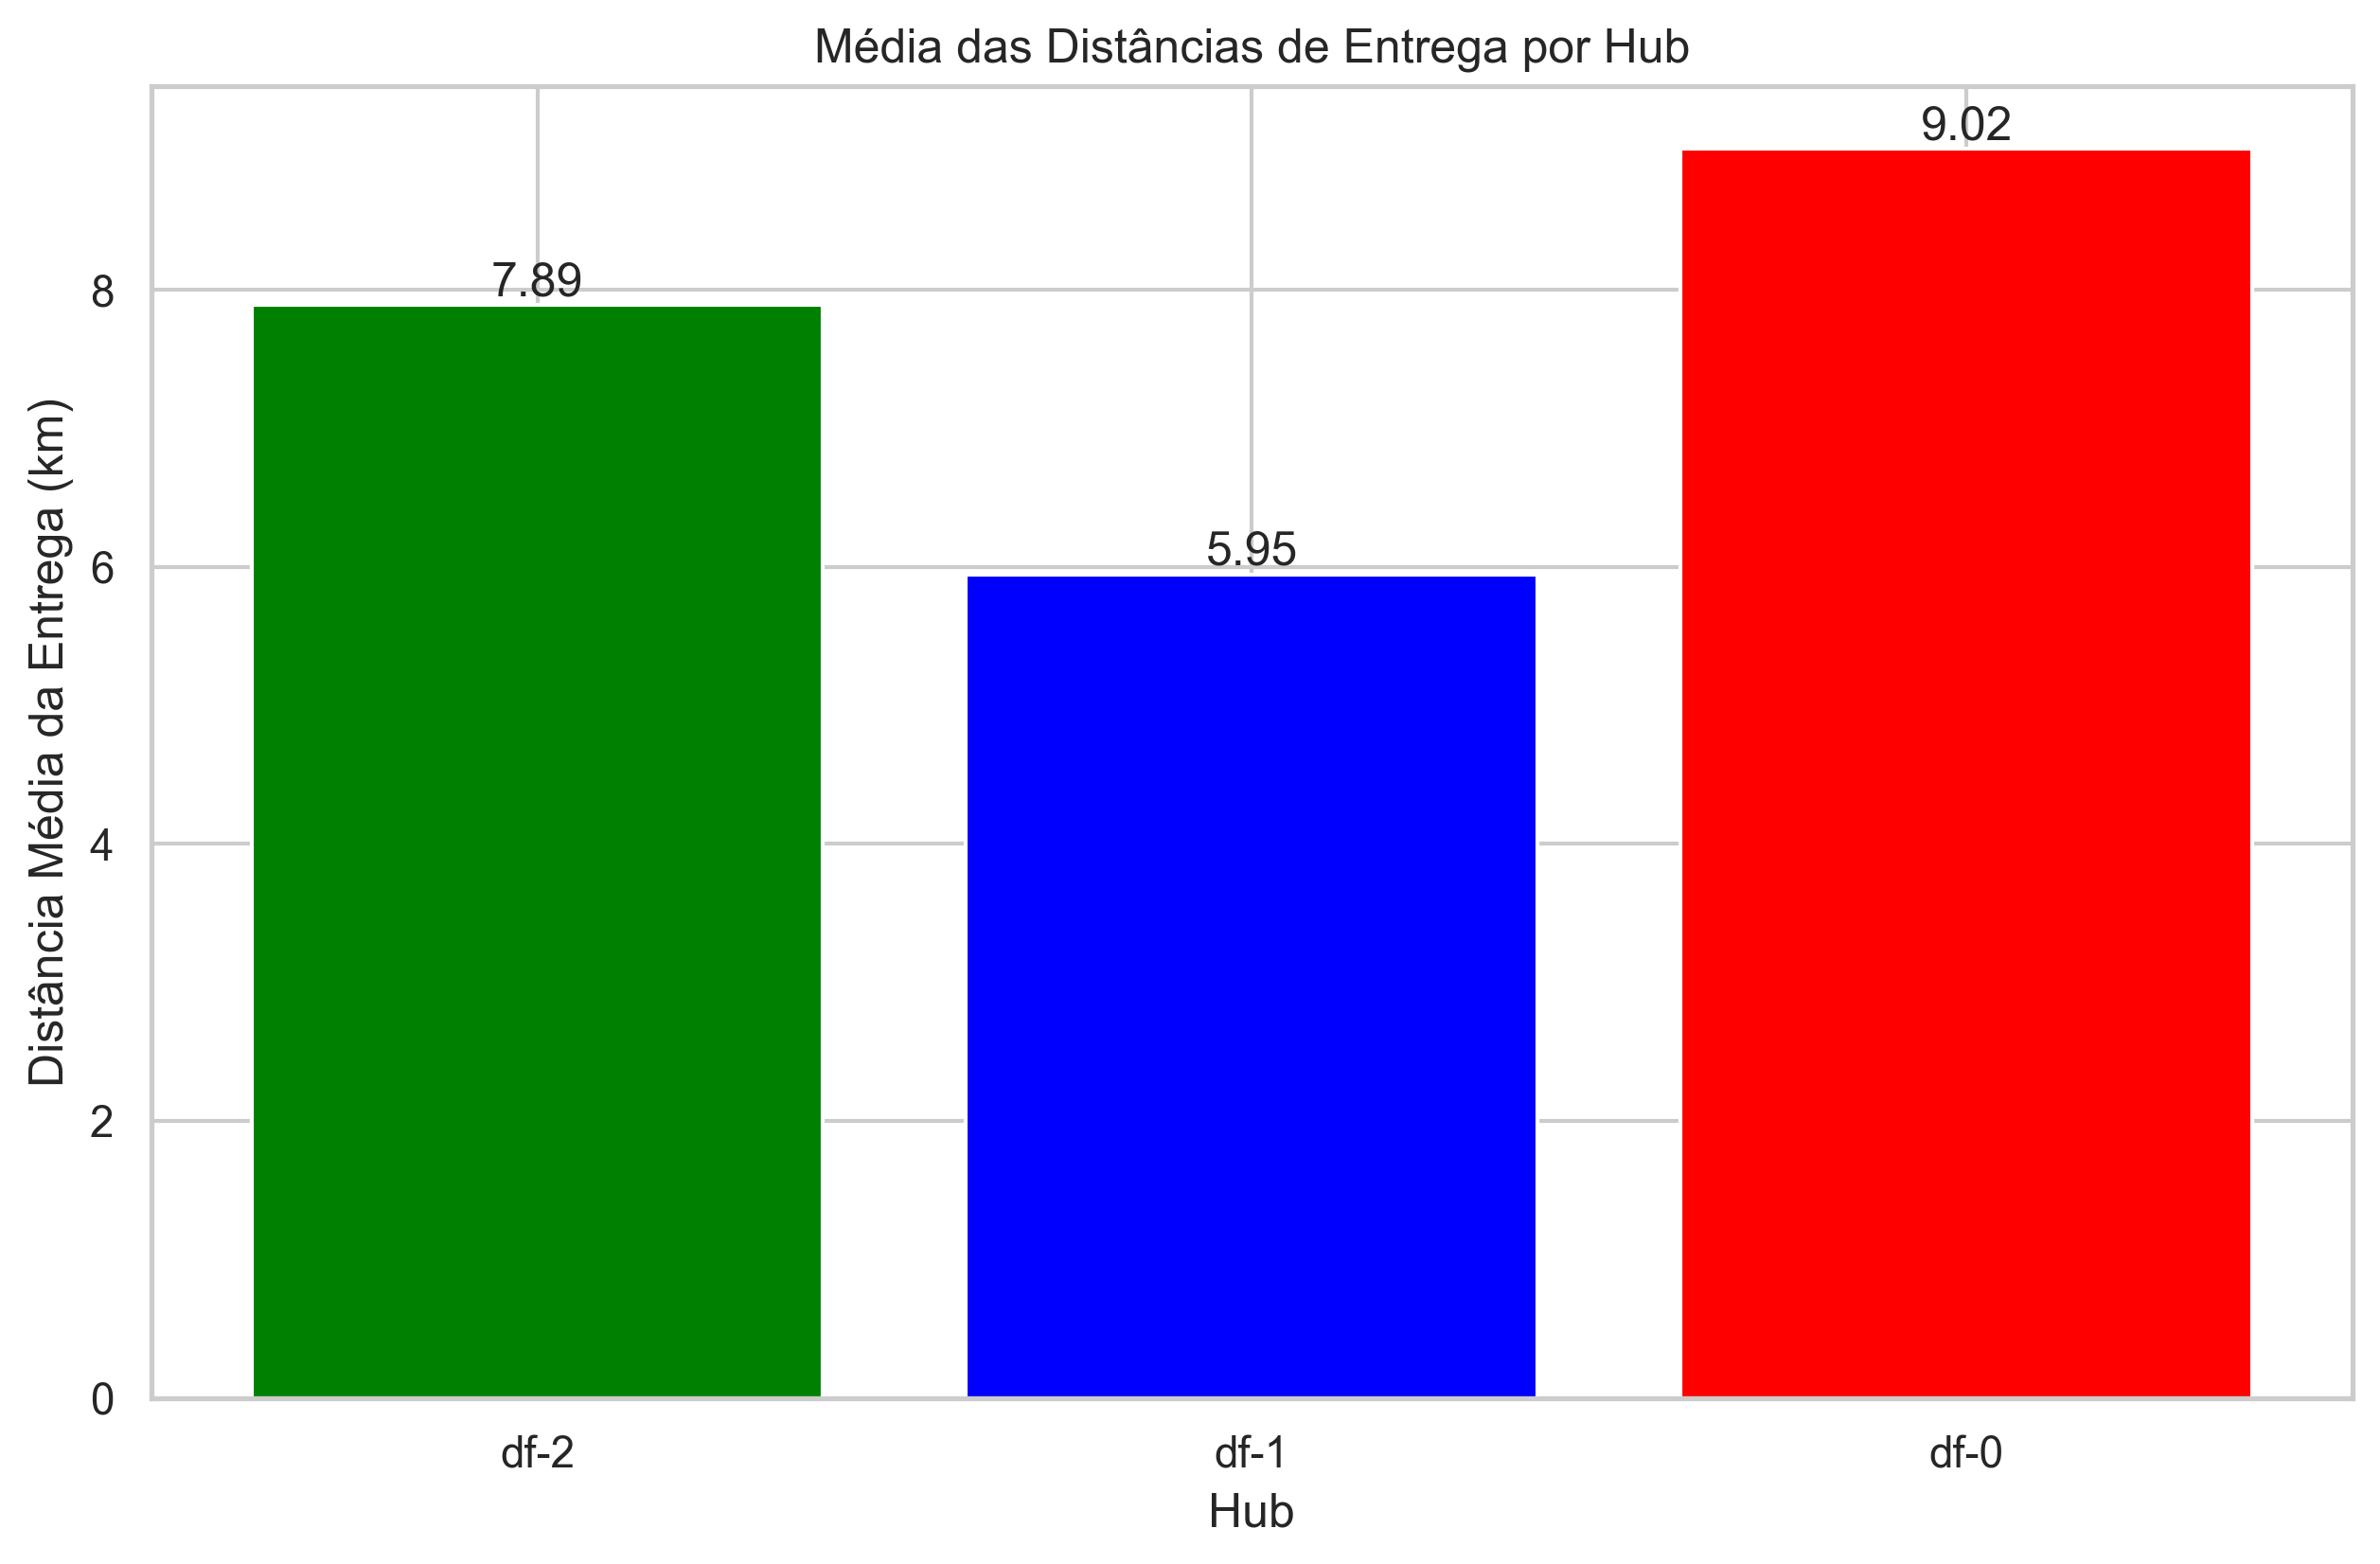 Média das Distâncias de Entrega por Hub
Distância Média da Entrega (km)
8
6
4
2
0
7.89
5.95
9.02
df-2
df-1
df-0
Hub